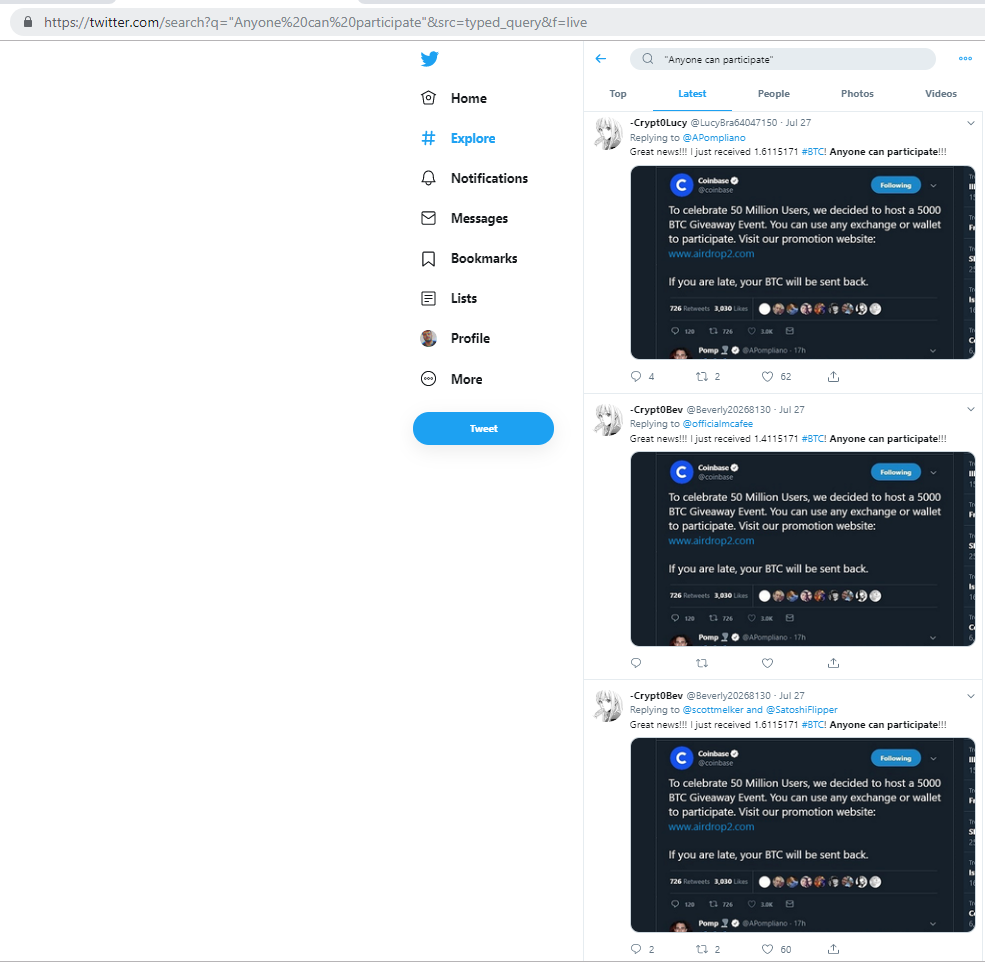 https://twitter.com/search?q="Anyone%20can%20participate"&src=typed_query&f=live
"Anyone can participate"
Home
Explore
Notifications
Messages
Bookmarks
Lists
Profile
More
Tweet
Top Latest People Photos Videos
-Crypt0Lucy @LucyBra64047150 · Jul 27
Replying to @APompliano
Great news!!! I just received 1.6115171 #BTC! Anyone can participate!!!
Coinbase
@coinbase
Following
To celebrate 50 Million Users, we decided to host a 5000
BTC Giveaway Event. You can use any exchange or wallet
to participate. Visit our promotion website:
www.airdrop2.com
If you are late, your BTC will be sent back.
726 Retweets 3,030 Likes
120 726 3.0K
Pomp @APompliano · 17h
4 2 62
-Crypt0Bev @Beverly20268130 · Jul 27
Replying to @officialmcafee
Great news!!! I just received 1.4115171 #BTC! Anyone can participate!!!
Coinbase
@coinbase
Following
To celebrate 50 Million Users, we decided to host a 5000
BTC Giveaway Event. You can use any exchange or wallet
to participate. Visit our promotion website:
www.airdrop2.com
If you are late, your BTC will be sent back.
726 Retweets 3,030 Likes
120 726 3.0K
Pomp @APompliano · 17h
-Crypt0Bev @Beverly20268130 · Jul 27
Replying to @scottmelker and @SatoshiFlipper
Great news!!! I just received 1.6115171 #BTC! Anyone can participate!!!
Coinbase
@coinbase
Following
To celebrate 50 Million Users, we decided to host a 5000
BTC Giveaway Event. You can use any exchange or wallet
to participate. Visit our promotion website:
www.airdrop2.com
If you are late, your BTC will be sent back.
726 Retweets 3,030 Likes
120 726 3.0K
Pomp @APompliano · 17h
2 2 60